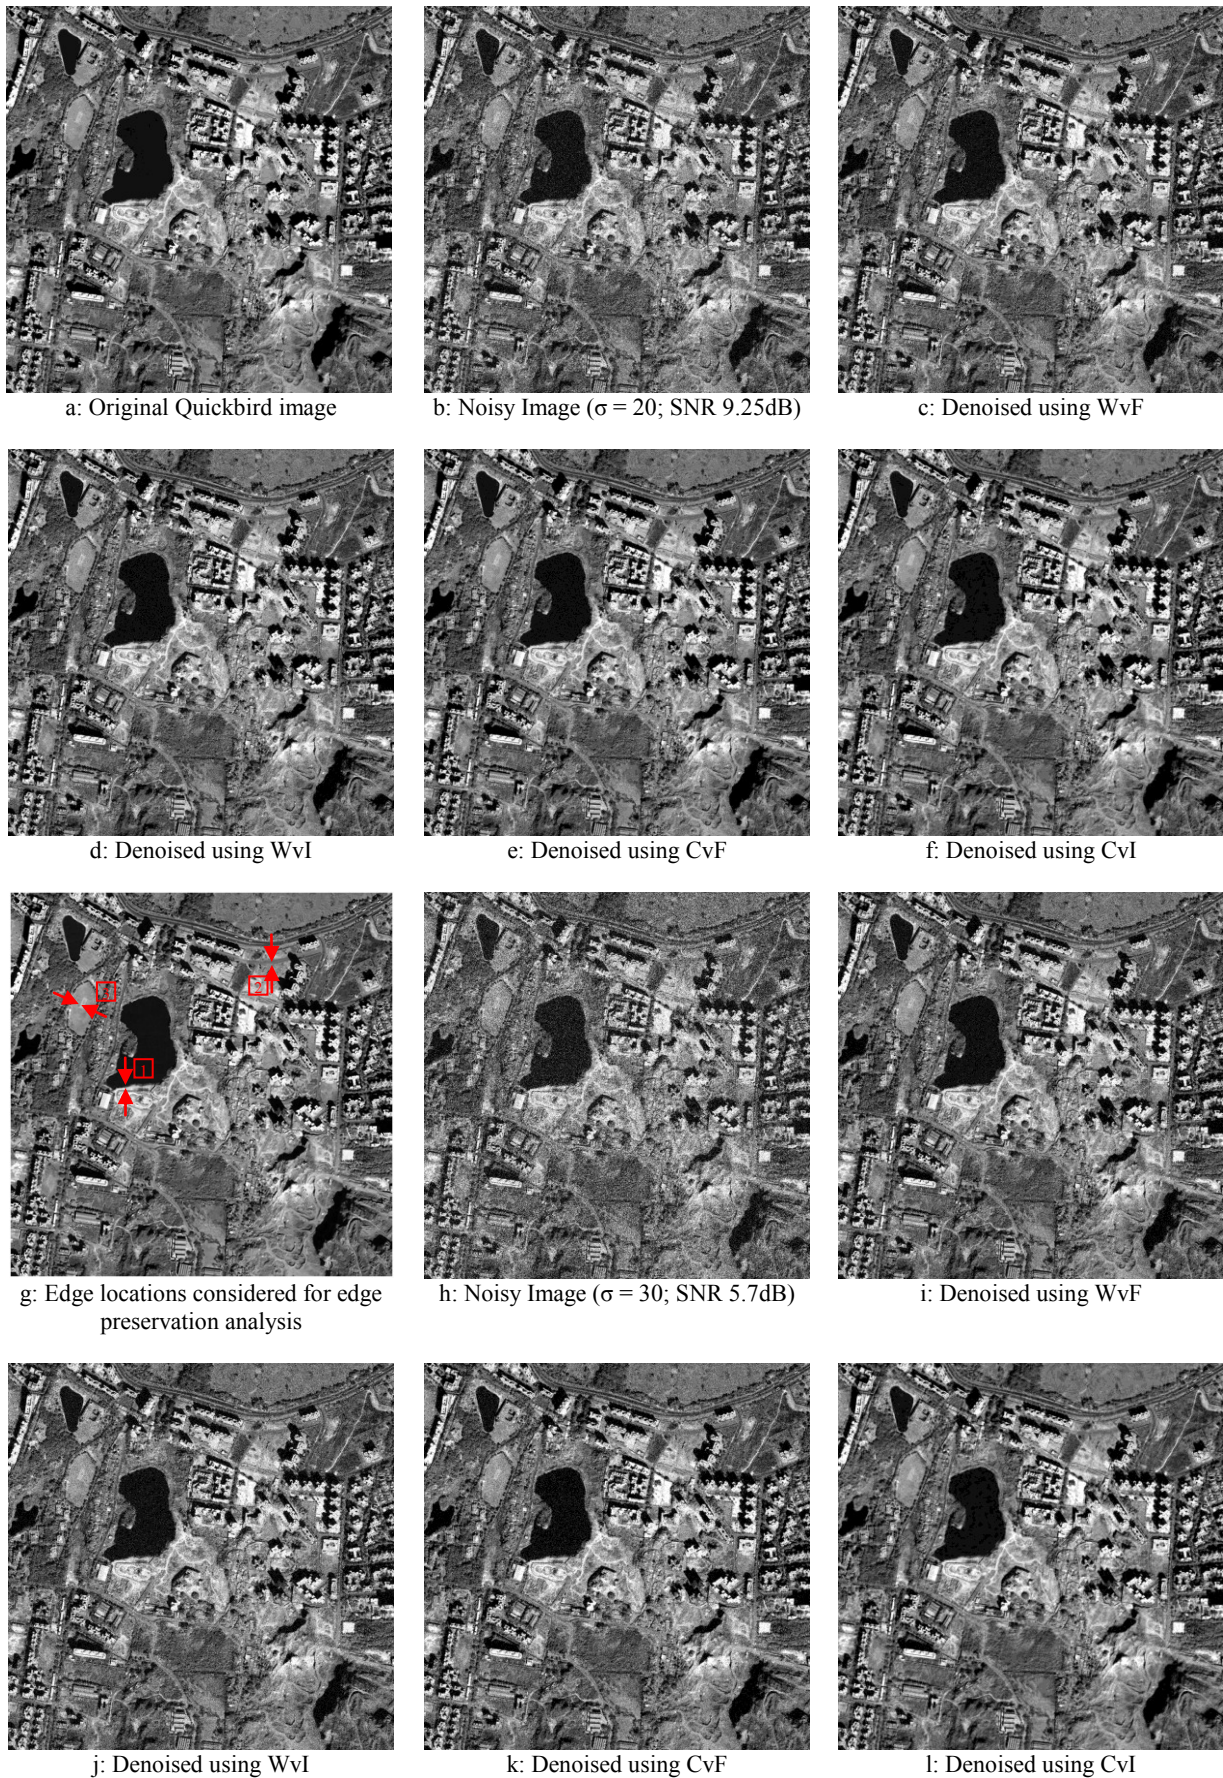 a: Original Quickbird image
b: Noisy Image (σ = 20; SNR 9.25dB)
c: Denoised using WvF
d: Denoised using WvI
e: Denoised using CvF
f: Denoised using CvI
2
3
1
g: Edge locations considered for edge
preservation analysis
h: Noisy Image (σ = 30; SNR 5.7dB)
i: Denoised using WvF
j: Denoised using WvI
k: Denoised using CvF
l: Denoised using CvI